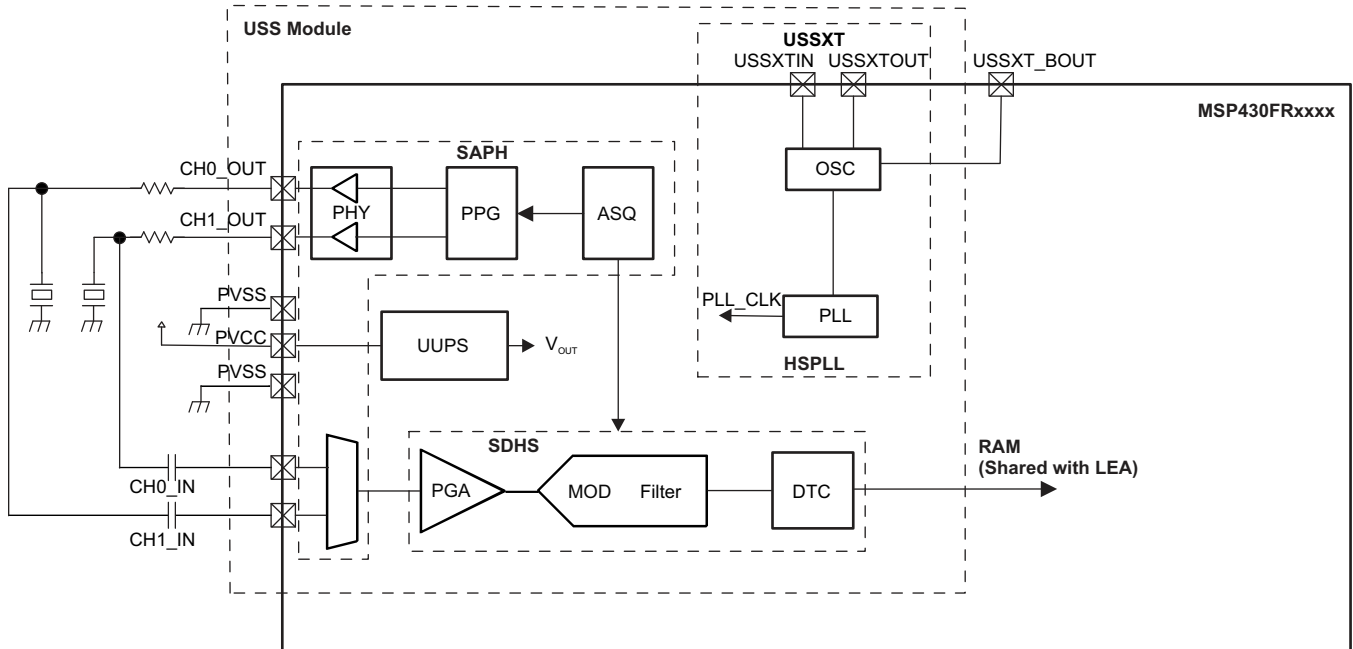 USS Module
USSXT
USSXTIN USSXTOUT USSXT_BOUT
MSP430FRxxxx
SAPH
CH0_OUT
CH1_OUT
PHY
PPG
ASQ
OSC
PLL_CLK
PLL
HSPLL
PVSS
PVCC
PVSS
UUPS
VOUT
SDHS
RAM
(Shared with LEA)
PGA
MOD Filter
DTC
CH0_IN
CH1_IN